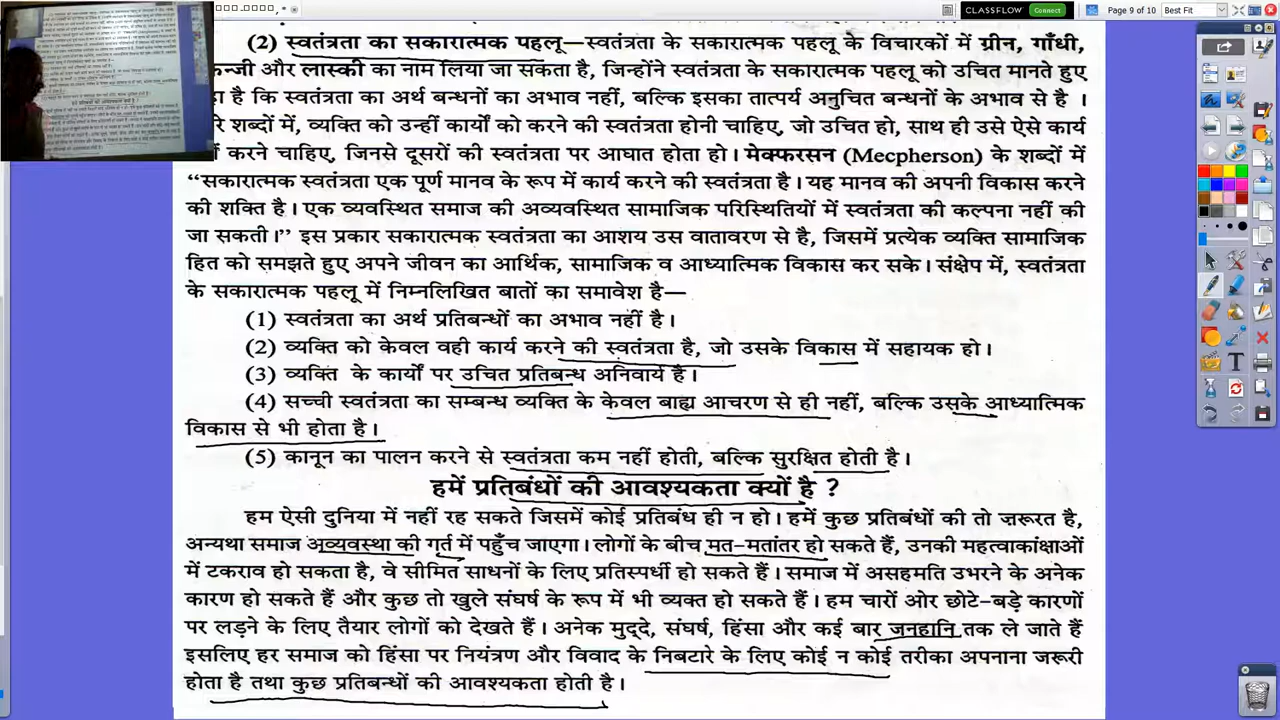 CLASSFLOW Connect Page 9 of 10 Best Fit
(2) स्वतंत्रता का सकारात्मक पहलू— स्वतंत्रता के सकारात्मक पहलू के विचारकों में ग्रीन, गाँधी,
और लास्की का नाम लिया जा सकता है, जिन्होंने स्वतंत्रता के सकारात्मक पहलू को उचित मानते हुए
है कि स्वतंत्रता का अर्थ बन्धनों का अभाव नहीं, बल्कि इसका तात्पर्य अनुचित बन्धनों के अभाव से है ।
शब्दों में, व्यक्ति को उन्हीं कार्यों को करने की स्वतंत्रता होनी चाहिए, जो उचित हो, साथ ही उसे ऐसे कार्य
करने चाहिए, जिनसे दूसरों की स्वतंत्रता पर आघात होता हो। मेक्फरसन (Mecpherson) के शब्दों में
“सकारात्मक स्वतंत्रता एक पूर्ण मानव के रूप में कार्य करने की स्वतंत्रता है। यह मानव की अपनी विकास करने
की शक्ति है। एक व्यवस्थित समाज की अव्यवस्थित सामाजिक परिस्थितियों में स्वतंत्रता की कल्पना नहीं की
जा सकती।” इस प्रकार सकारात्मक स्वतंत्रता का आशय उस वातावरण से है, जिसमें प्रत्येक व्यक्ति सामाजिक
हित को समझते हुए अपने जीवन का आर्थिक, सामाजिक व आध्यात्मिक विकास कर सके। संक्षेप में, स्वतंत्रता
के सकारात्मक पहलू में निम्नलिखित बातों का समावेश है—
(1) स्वतंत्रता का अर्थ प्रतिबन्धों का अभाव नहीं है।
(2) व्यक्ति को केवल वही कार्य करने की स्वतंत्रता है, जो उसके विकास में सहायक हो।
(3) व्यक्ति के कार्यों पर उचित प्रतिबन्ध अनिवार्य है।
(4) सच्ची स्वतंत्रता का सम्बन्ध व्यक्ति के केवल बाह्य आचरण से ही नहीं, बल्कि उसके आध्यात्मिक
विकास से भी होता है।
(5) कानून का पालन करने से स्वतंत्रता कम नहीं होती, बल्कि सुरक्षित होती है।
हमें प्रतिबंधों की आवश्यकता क्यों है ?
हम ऐसी दुनिया में नहीं रह सकते जिसमें कोई प्रतिबंध ही न हो। हमें कुछ प्रतिबंधों की तो ज़रूरत है,
अन्यथा समाज अव्यवस्था की गर्त में पहुँच जाएगा। लोगों के बीच मत–मतांतर हो सकते हैं, उनकी महत्वाकांक्षाओं
में टकराव हो सकता है, वे सीमित साधनों के लिए प्रतिस्पर्धी हो सकते हैं। समाज में असहमति उभरने के अनेक
कारण हो सकते हैं और कुछ तो खुले संघर्ष के रूप में भी व्यक्त हो सकते हैं। हम चारों ओर छोटे–बड़े कारणों
पर लड़ने के लिए तैयार लोगों को देखते हैं। अनेक मुद्दे, संघर्ष, हिंसा और कई बार जनहानि तक ले जाते हैं
इसलिए हर समाज को हिंसा पर नियंत्रण और विवाद के निबटारे के लिए कोई न कोई तरीका अपनाना जरूरी
होता है तथा कुछ प्रतिबन्धों की आवश्यकता होती है।